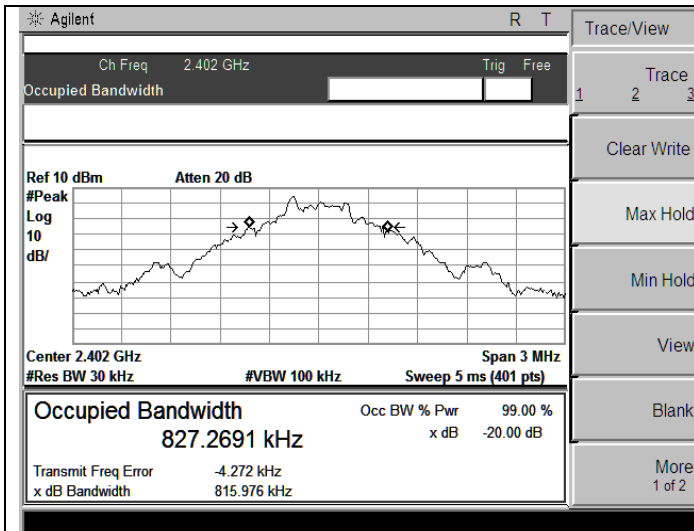 Agilent R T
Ch Freq 2.402 GHz Trig Free
Occupied Bandwidth
Ref 10 dBm Atten 20 dB
#Peak
Log
10
dB/
Center 2.402 GHz Span 3 MHz
#Res BW 30 kHz #VBW 100 kHz Sweep 5 ms (401 pts)
Occupied Bandwidth Occ BW % Pwr 99.00 %
827.2691 kHz x dB -20.00 dB
Transmit Freq Error -4.272 kHz
x dB Bandwidth 815.976 kHz
Trace/View
Trace
1 2 3
Clear Write
Max Hold
Min Hold
View
Blank
More
1 of 2